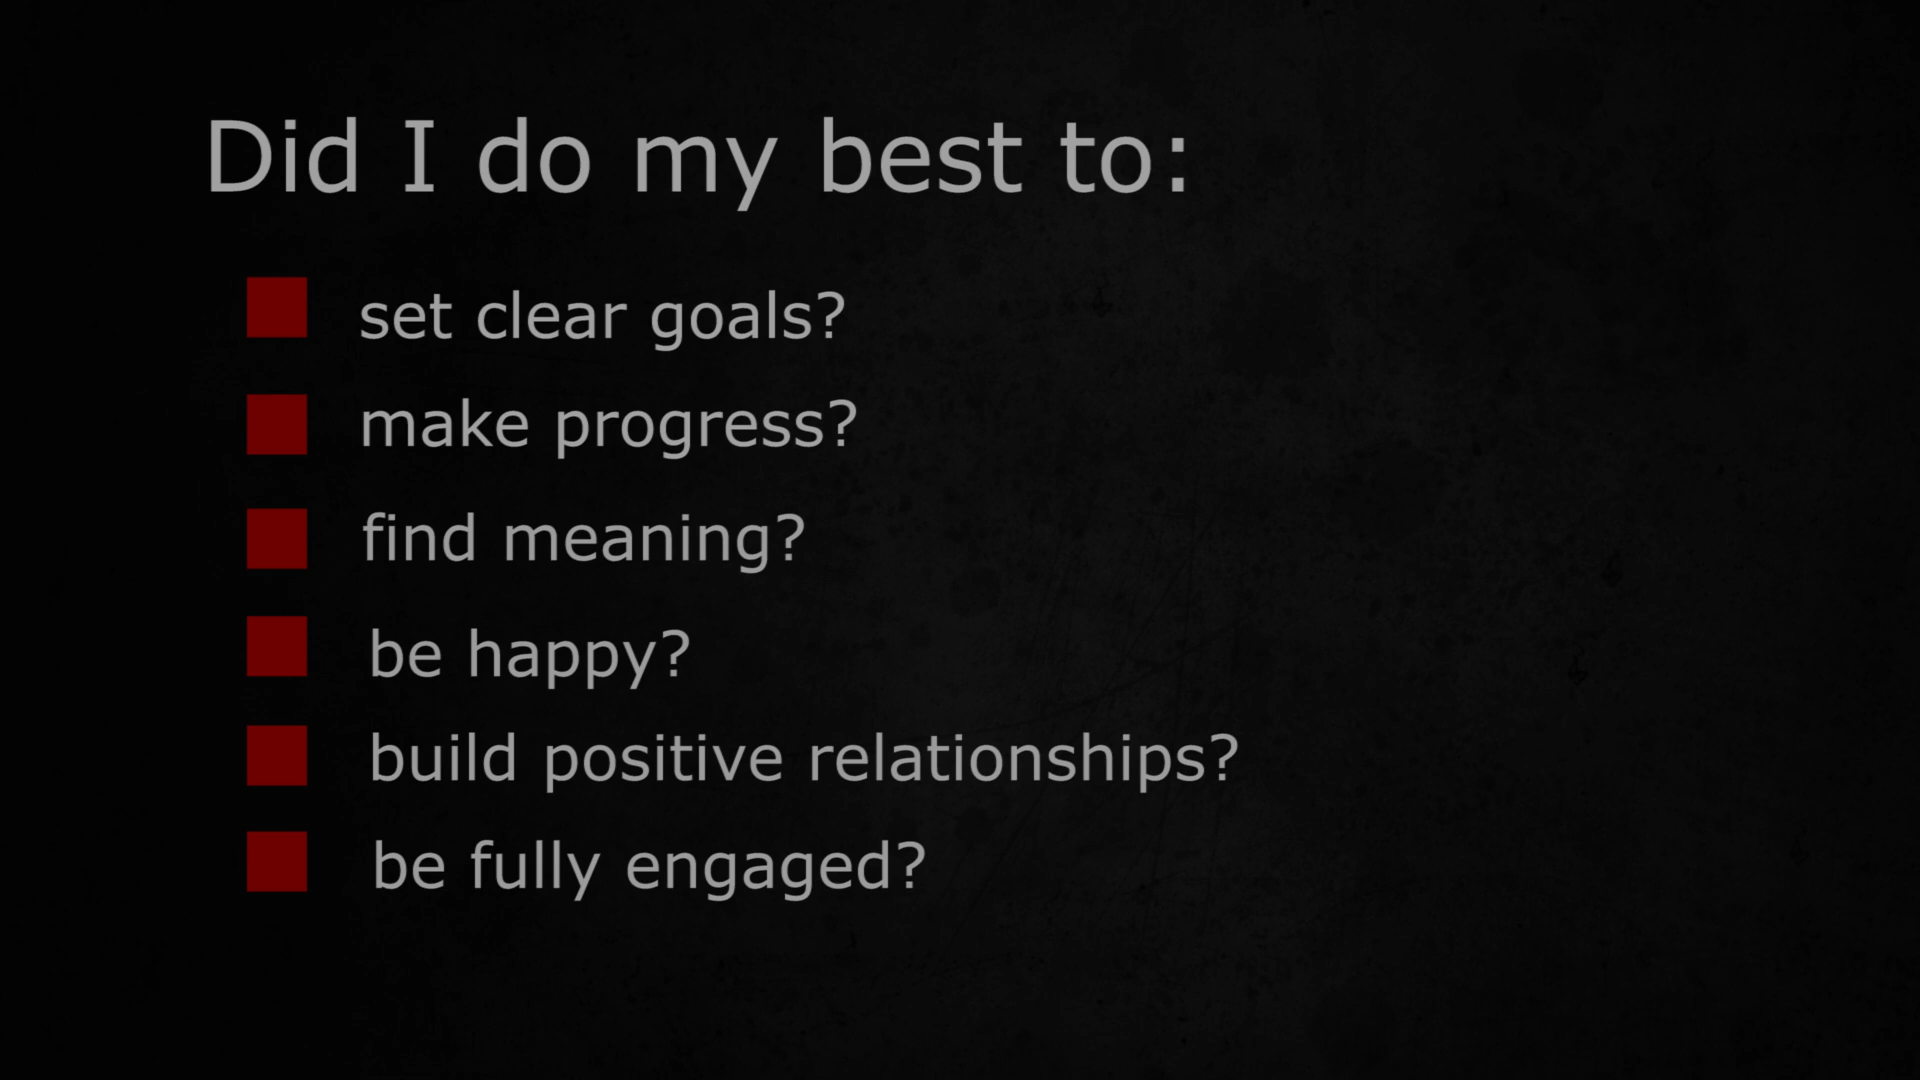 Did I do my best to:
set clear goals?
make progress?
find meaning?
be happy?
build positive relationships?
be fully engaged?